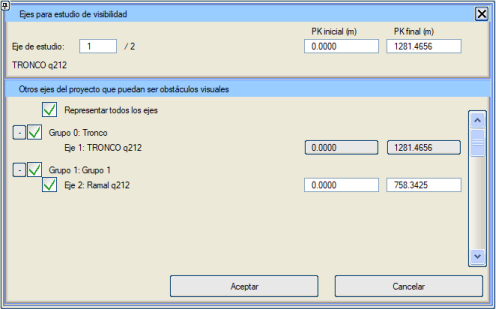 Ejes para estudio de visibilidad
PK inicial (m) PK final (m)
Eje de estudio: 1 / 2 0.0000 1281.4656
TRONCO q212
Otros ejes del proyecto que puedan ser obstáculos visuales
Representar todos los ejes
- Grupo 0: Tronco
Eje 1: TRONCO q212 0.0000 1281.4656
- Grupo 1: Grupo 1
Eje 2: Ramal q212 0.0000 758.3425
Aceptar Cancelar